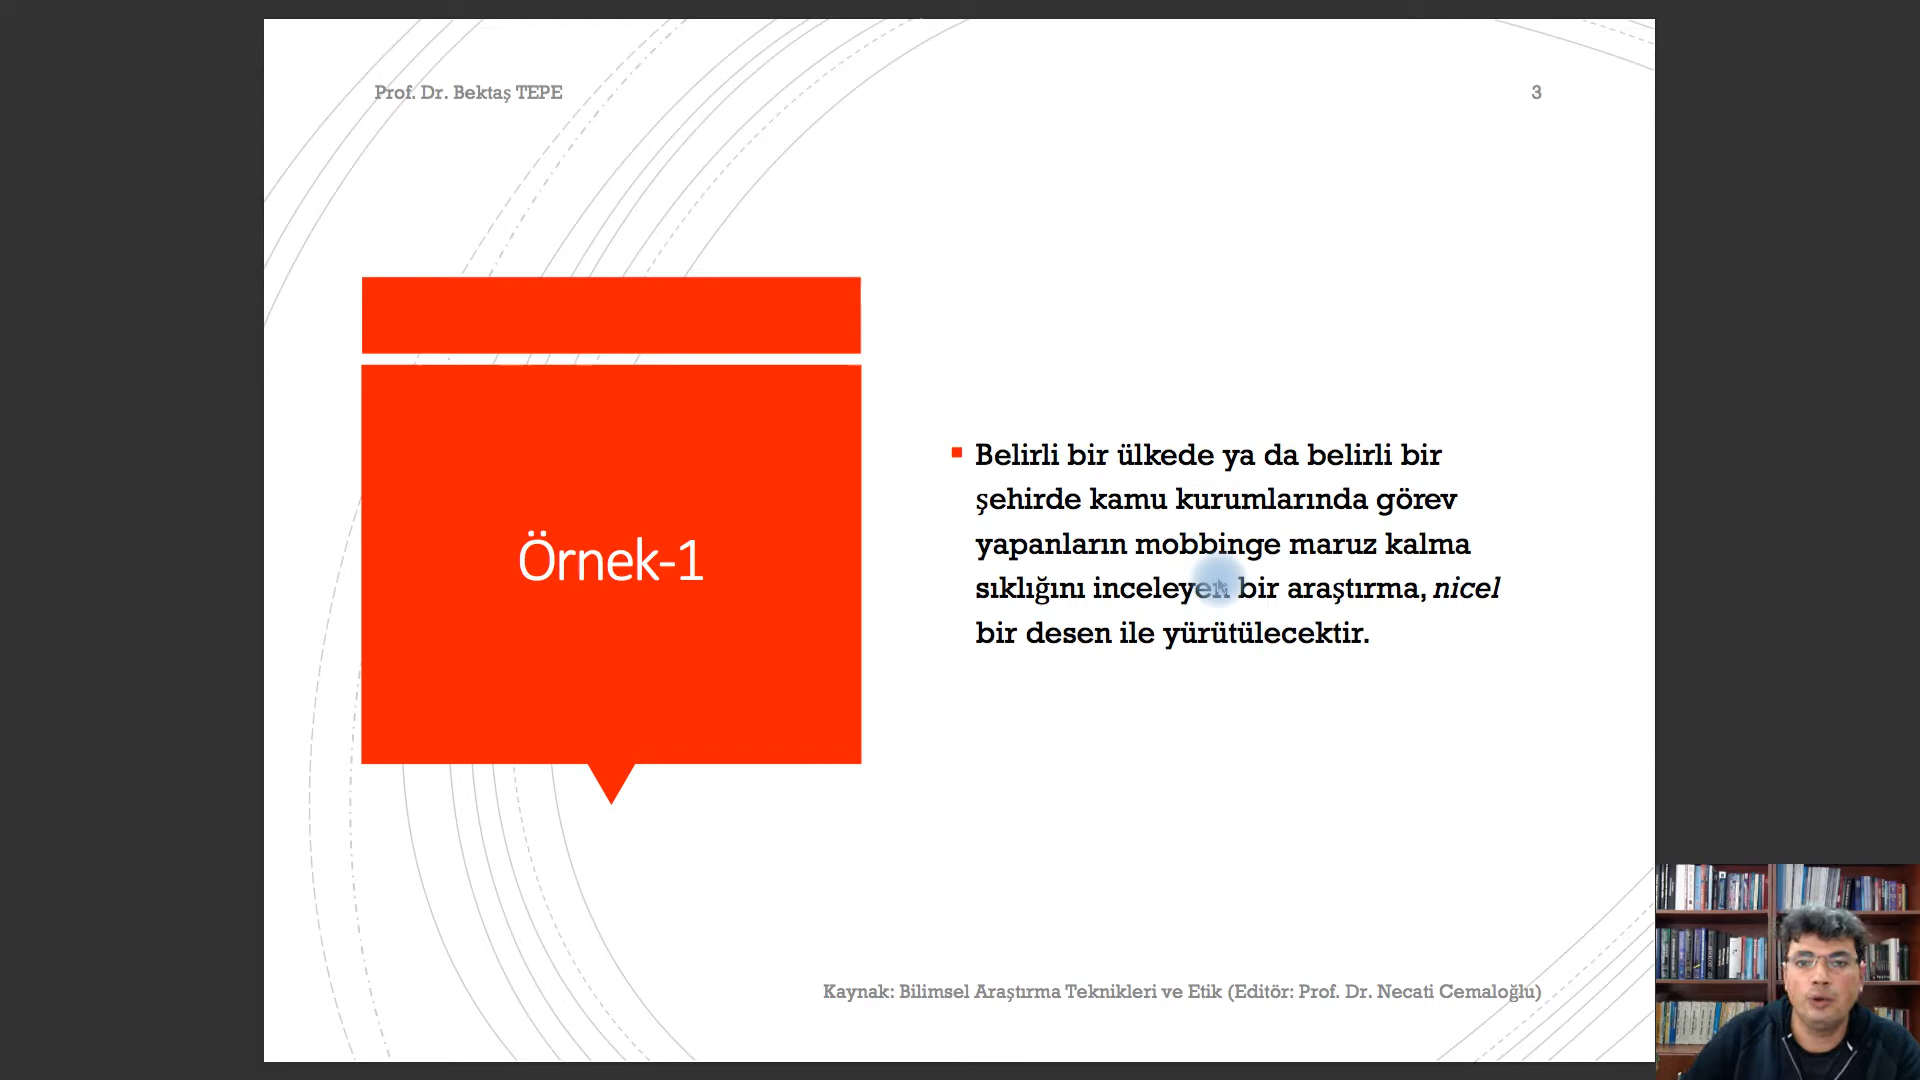 Prof. Dr. Bektaş TEPE
3
Örnek-1
Belirli bir ülkede ya da belirli bir
şehirde kamu kurumlarında görev
yapanların mobbinge maruz kalma
sıklığını inceleyen bir araştırma, nicel
bir desen ile yürütülecektir.
Kaynak: Bilimsel Araştırma Teknikleri ve Etik (Editör: Prof. Dr. Necati Cemaloğlu)